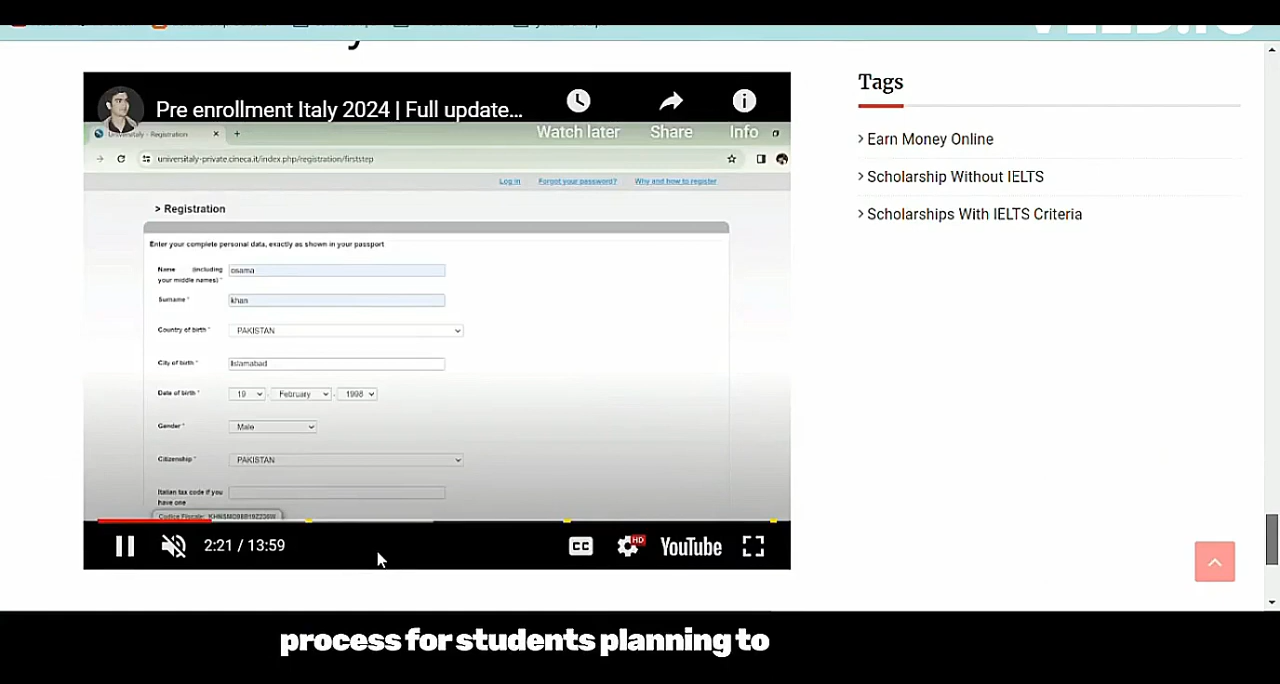 Tags
Pre enrollment Italy 2024 | Full update...
Watch later
Share
Info
Universitaly - Registration
universitaly-private.cineca.it/index.php/registration/firststep
Log in
Forgot your password?
Why and how to register
> Registration
Enter your complete personal data, exactly as shown in your passport
Name (including your middle names) *
osama
Surname *
khan
Country of birth *
PAKISTAN
City of birth *
Islamabad
Date of birth *
19
February
1998
Gender *
Male
Citizenship *
PAKISTAN
Italian tax code if you
have one
Earn Money Online
Scholarship Without IELTS
Scholarships With IELTS Criteria
2:21 / 13:59
CC
HD
YouTube
process for students planning to